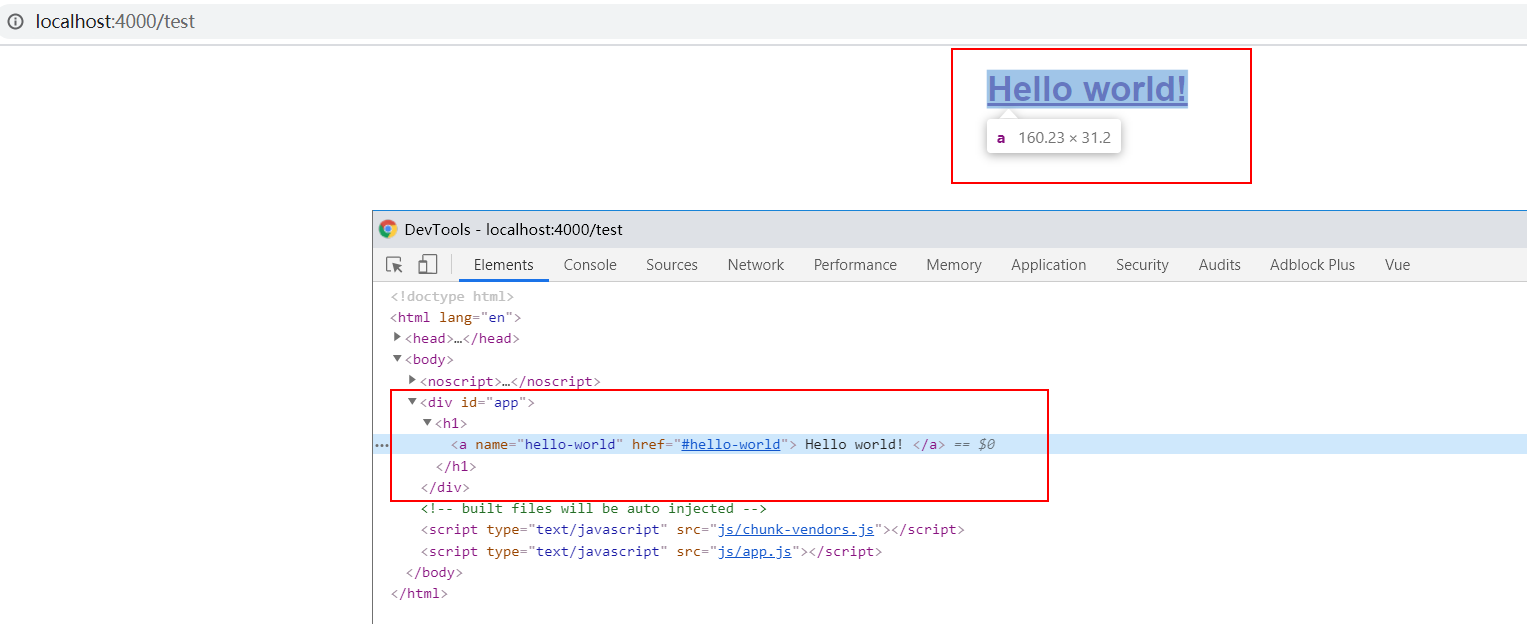 localhost:4000/test
Hello world!
a 160.23 × 31.2
DevTools - localhost:4000/test
Elements Console Sources Network Performance Memory Application Security Audits Adblock Plus Vue
<!doctype html>
<html lang="en">
<head>…</head>
<body>
<noscript>…</noscript>
<div id="app">
<h1>
<a name="hello-world" href="#hello-world"> Hello world! </a> == $0
</h1>
</div>
<!-- built files will be auto injected -->
<script type="text/javascript" src="js/chunk-vendors.js"></script>
<script type="text/javascript" src="js/app.js"></script>
</body>
</html>